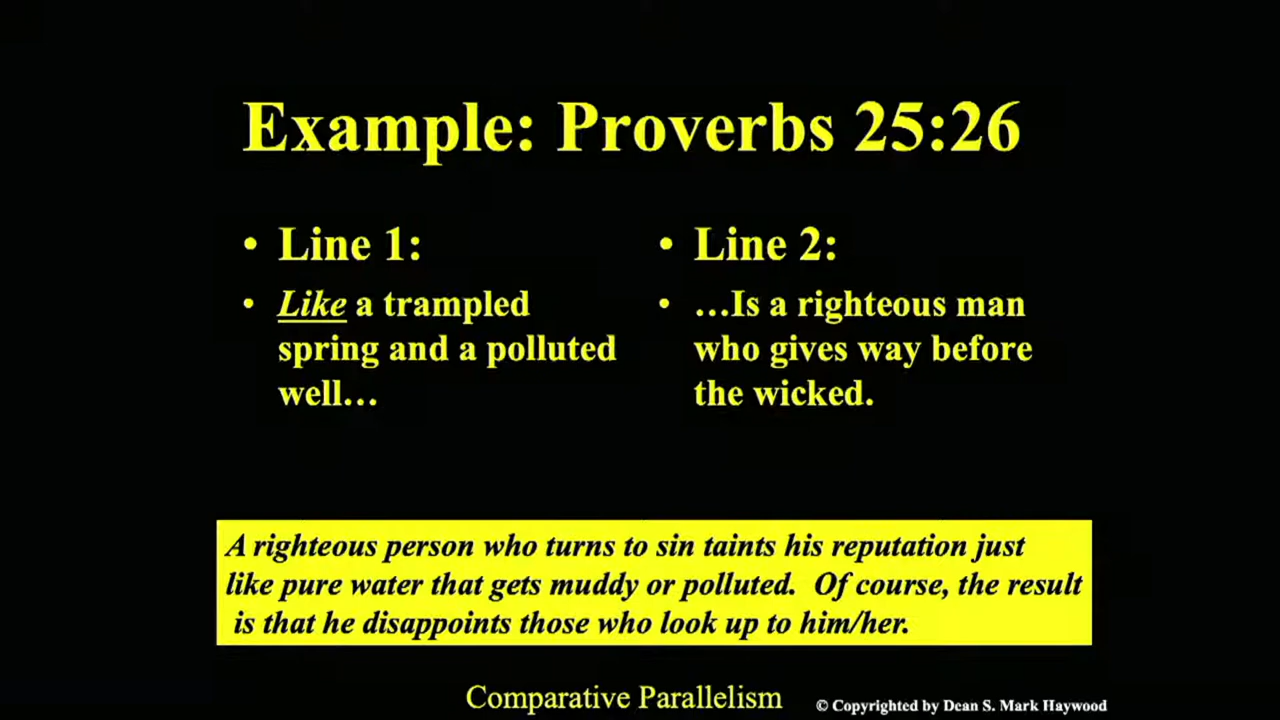 Example: Proverbs 25:26
• Line 1:
• Like a trampled
spring and a polluted
well…
• Line 2:
• …Is a righteous man
who gives way before
the wicked.
A righteous person who turns to sin taints his reputation just
like pure water that gets muddy or polluted.  Of course, the result
is that he disappoints those who look up to him/her.
Comparative Parallelism
© Copyrighted by Dean S. Mark Haywood